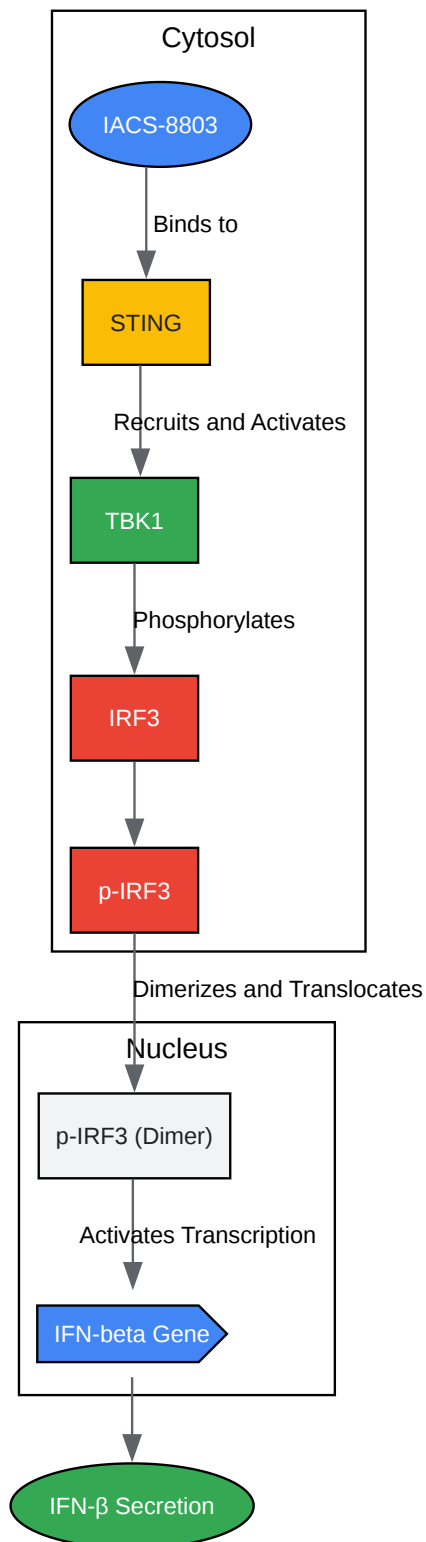 Cytosol
IACS-8803
Binds to
STING
Recruits and Activates
TBK1
Phosphorylates
IRF3
p-IRF3
Dimerizes and Translocates
Nucleus
p-IRF3 (Dimer)
Activates Transcription
IFN-beta Gene
IFN-β Secretion